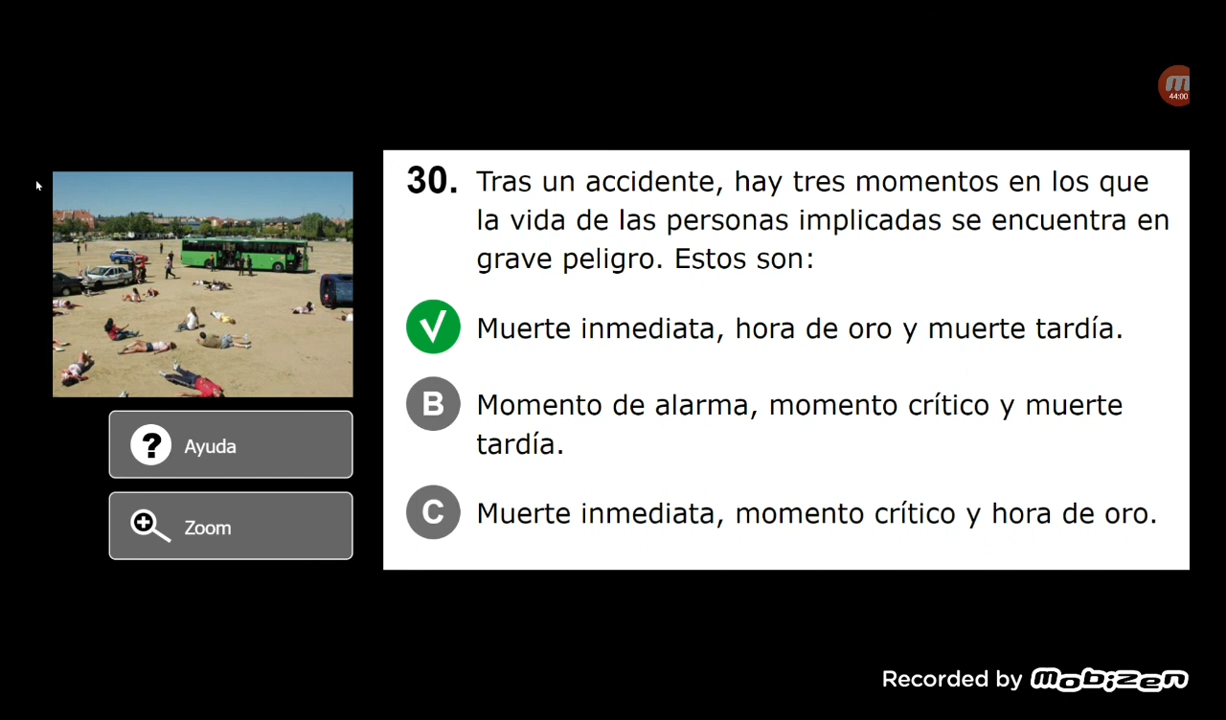 44:00
30. Tras un accidente, hay tres momentos en los que
la vida de las personas implicadas se encuentra en
grave peligro. Estos son:
√ Muerte inmediata, hora de oro y muerte tardía.
B Momento de alarma, momento crítico y muerte
tardía.
C Muerte inmediata, momento crítico y hora de oro.
? Ayuda
Zoom
Recorded by mobizen